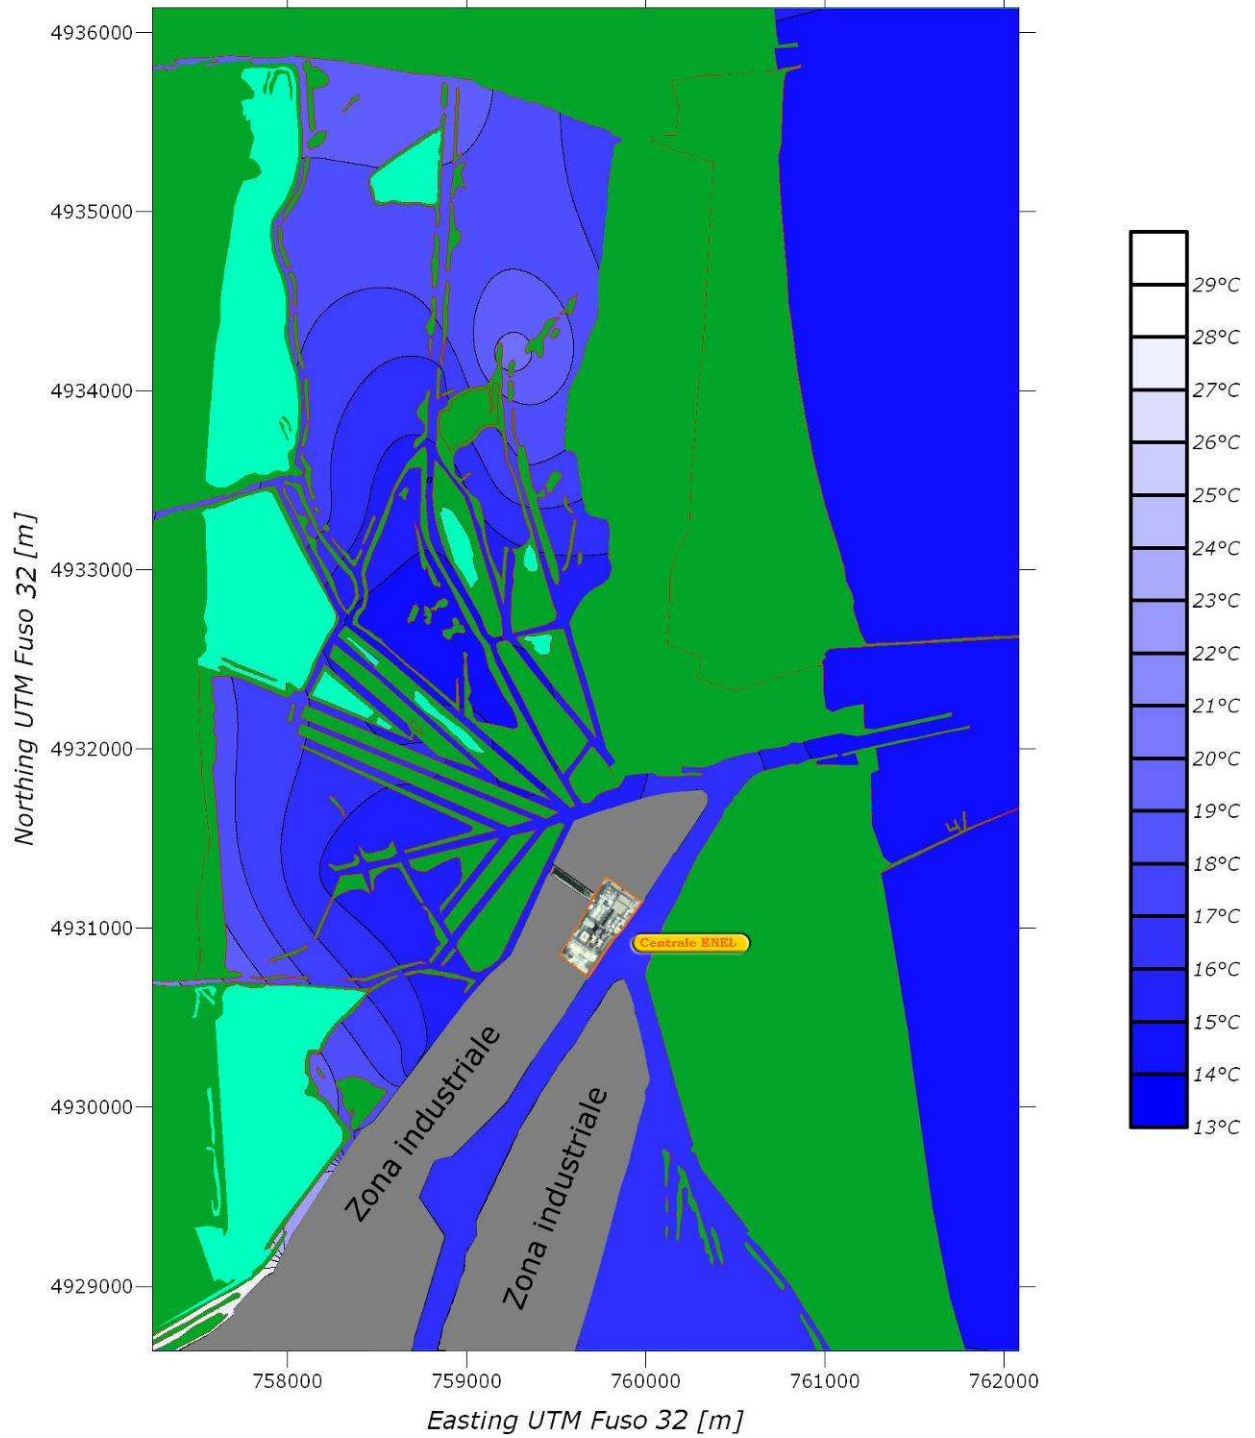 4936000
4935000
4934000
4933000
4932000
4931000
4930000
4929000
Northing UTM Fuso 32 [m]
758000
759000
760000
761000
762000
Easting UTM Fuso 32 [m]
Centrale ENEL
Zona industriale
Zona industriale
29°C
28°C
27°C
26°C
25°C
24°C
23°C
22°C
21°C
20°C
19°C
18°C
17°C
16°C
15°C
14°C
13°C